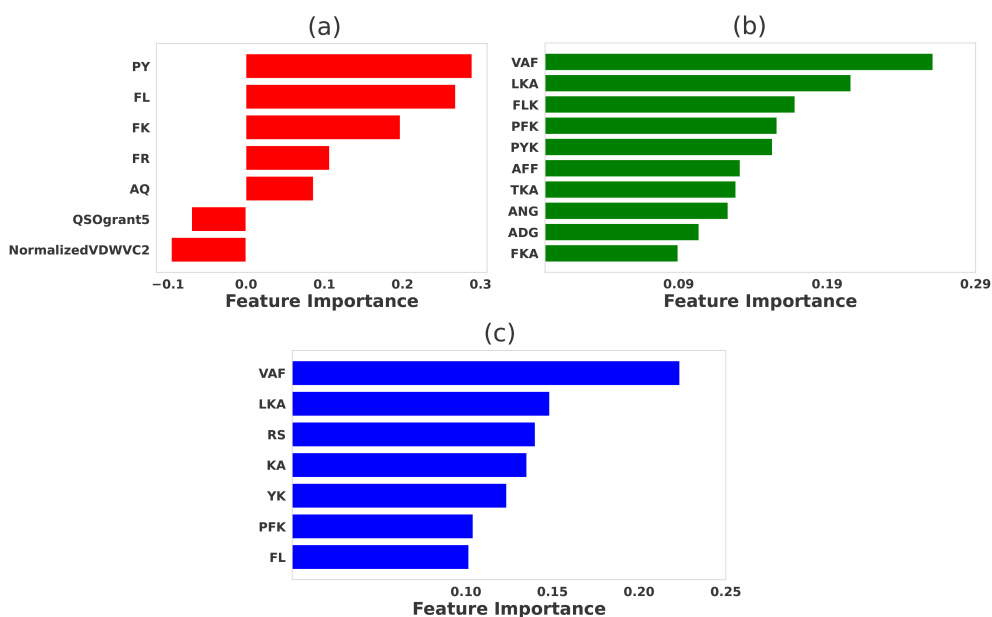 (a)
PY
FL
FK
FR
AQ
QSOgrant5
NormalizedVDWVC2
−0.1 0.0 0.1 0.2 0.3
Feature Importance
(b)
VAF
LKA
FLK
PFK
PYK
AFF
TKA
ANG
ADG
FKA
0.09 0.19 0.29
Feature Importance
(c)
VAF
LKA
RS
KA
YK
PFK
FL
0.10 0.15 0.20 0.25
Feature Importance